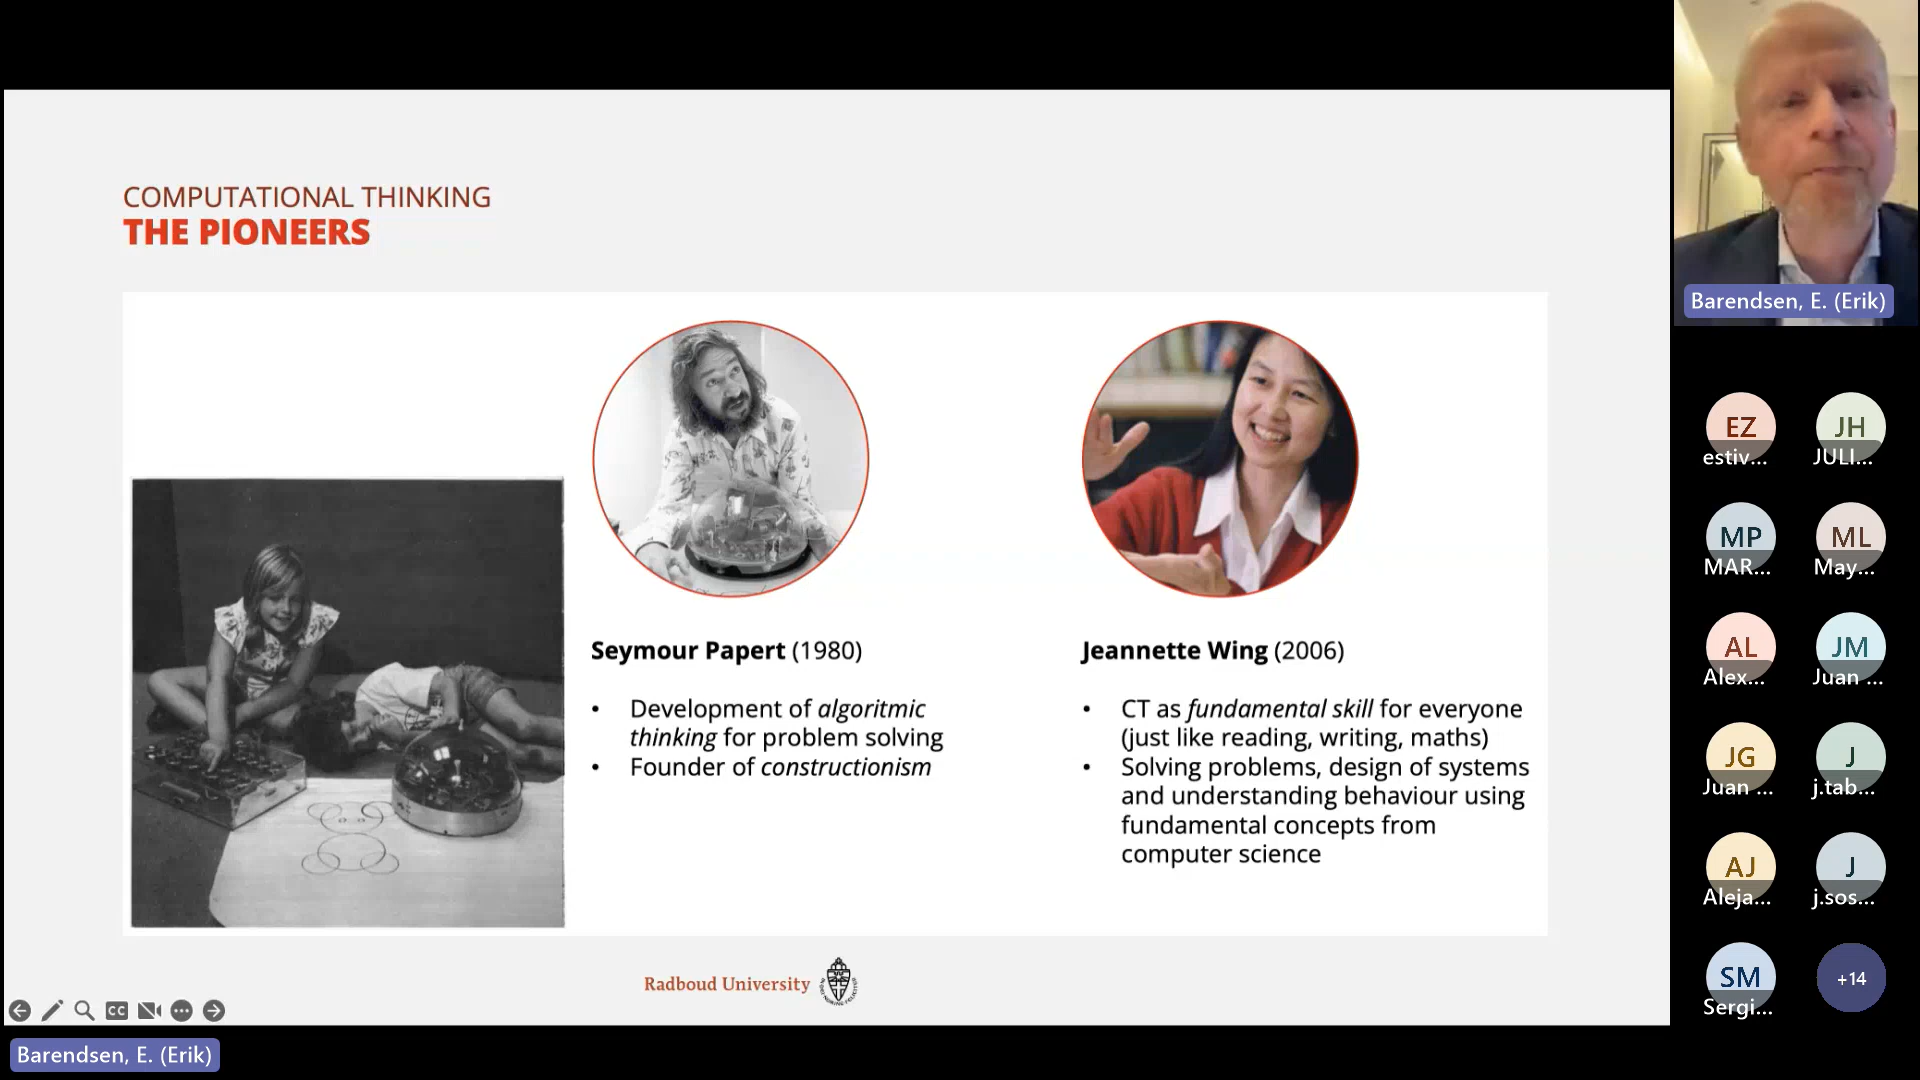 COMPUTATIONAL THINKING
THE PIONEERS
Seymour Papert (1980)
• Development of algoritmic
thinking for problem solving
• Founder of constructionism
Jeannette Wing (2006)
• CT as fundamental skill for everyone
(just like reading, writing, maths)
• Solving problems, design of systems
and understanding behaviour using
fundamental concepts from
computer science
Radboud University
CC
Barendsen, E. (Erik)
Barendsen, E. (Erik)
EZ
estiv...
JH
JULI...
MP
MAR...
ML
May...
AL
Alex...
JM
Juan ...
JG
Juan ...
J
j.tab...
AJ
Aleja...
J
j.sos...
SM
Sergi...
+14